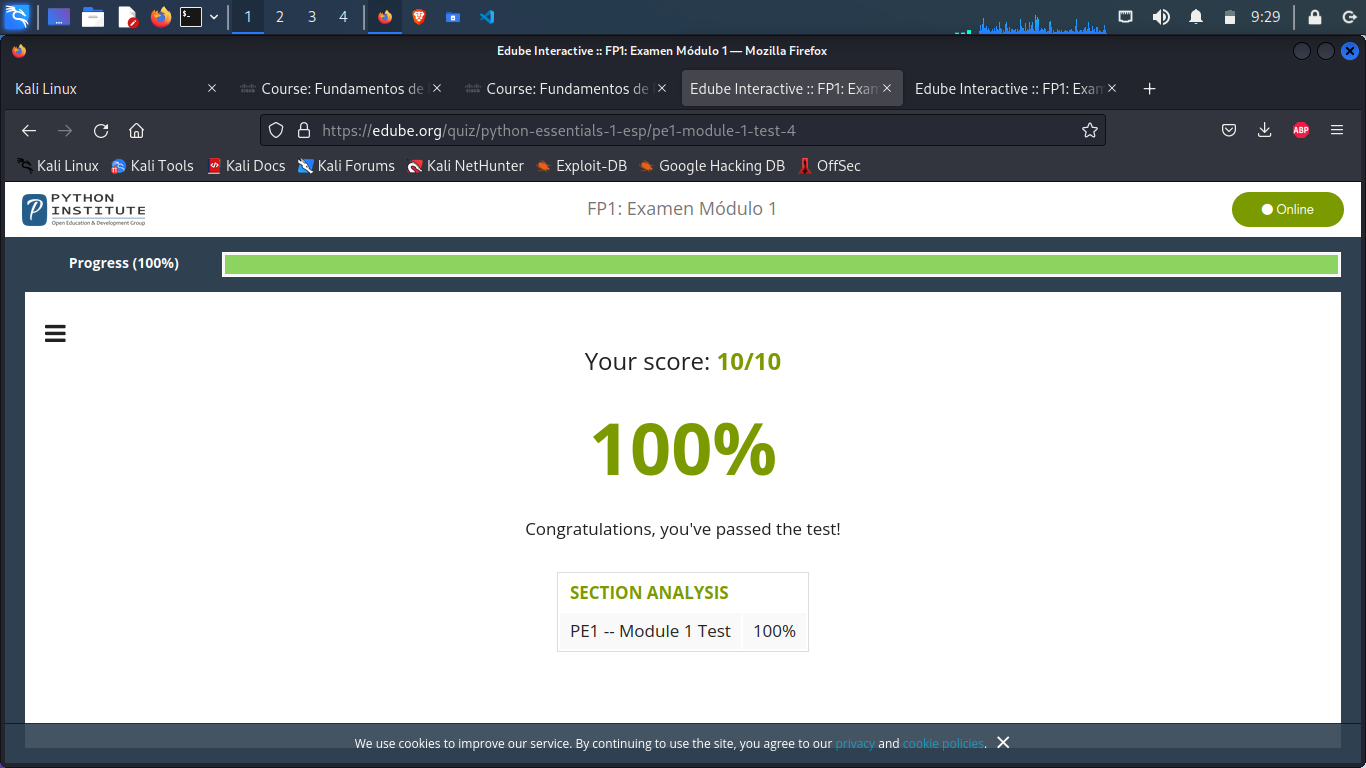 1 2 3 4 9:29
Edube Interactive :: FP1: Examen Módulo 1 — Mozilla Firefox
Kali Linux
Course: Fundamentos de
Course: Fundamentos de
Edube Interactive :: FP1: Exam
Edube Interactive :: FP1: Exam
https://edube.org/quiz/python-essentials-1-esp/pe1-module-1-test-4
ABP
Kali Linux Kali Tools Kali Docs Kali Forums Kali NetHunter Exploit-DB Google Hacking DB OffSec
PYTHON
INSTITUTE
Open Education & Development Group
FP1: Examen Módulo 1
Online
Progress (100%)
Your score: 10/10
100%
Congratulations, you've passed the test!
SECTION ANALYSIS
PE1 -- Module 1 Test 100%
We use cookies to improve our service. By continuing to use the site, you agree to our privacy and cookie policies.